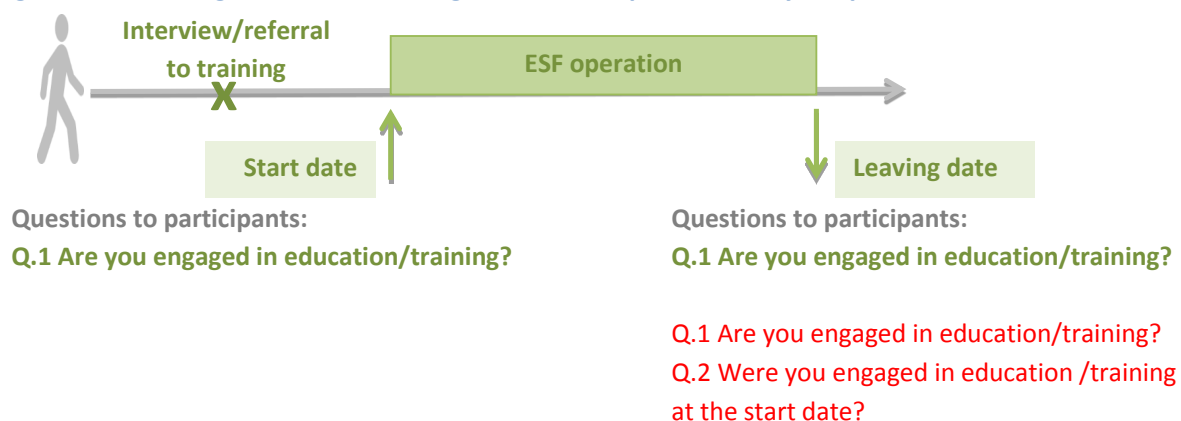 Interview/referral
to training
X
ESF operation
Start date
Leaving date
Questions to participants:
Q.1 Are you engaged in education/training?
Questions to participants:
Q.1 Are you engaged in education/training?
Q.1 Are you engaged in education/training?
Q.2 Were you engaged in education /training
at the start date?